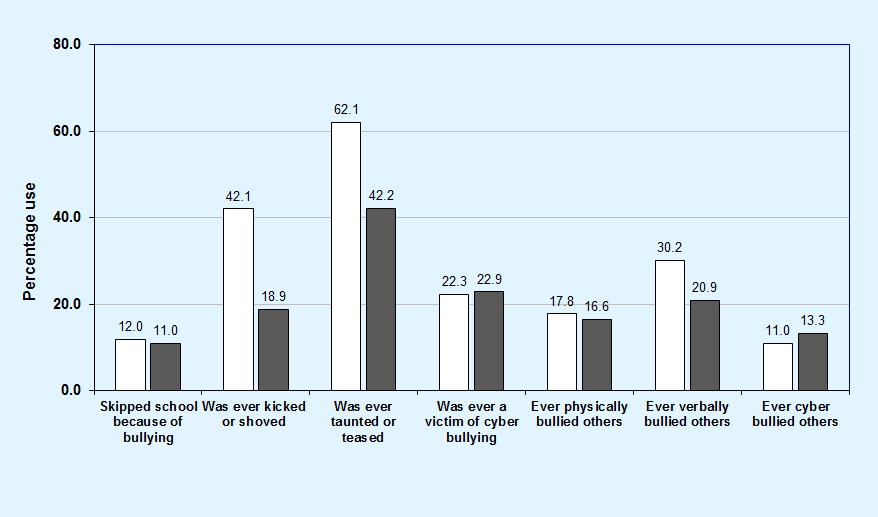 80.0
60.0
40.0
20.0
0.0
Percentage use
12.0 11.0
42.1 18.9
62.1 42.2
22.3 22.9
17.8 16.6
30.2 20.9
11.0 13.3
Skipped school
because of
bullying
Was ever kicked
or shoved
Was ever
taunted or
teased
Was ever a
victim of cyber
bullying
Ever physically
bullied others
Ever verbally
bullied others
Ever cyber
bullied others